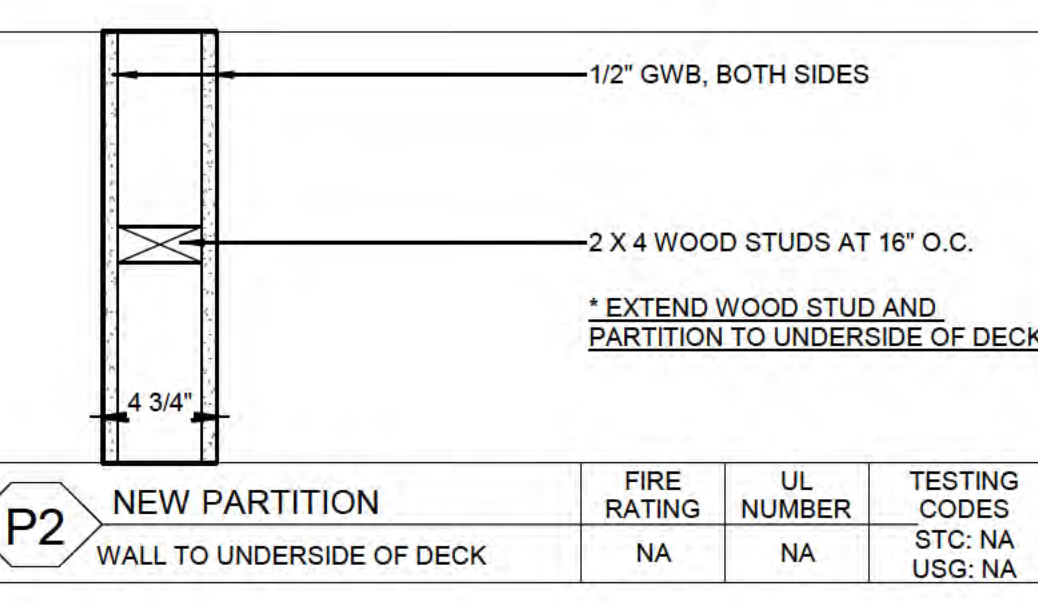 1/2" GWB, BOTH SIDES
2 X 4 WOOD STUDS AT 16" O.C.
* EXTEND WOOD STUD AND
PARTITION TO UNDERSIDE OF DECK
4 3/4"
P2
NEW PARTITION
WALL TO UNDERSIDE OF DECK
FIRE
RATING
NA
UL
NUMBER
NA
TESTING
CODES
STC: NA
USG: NA